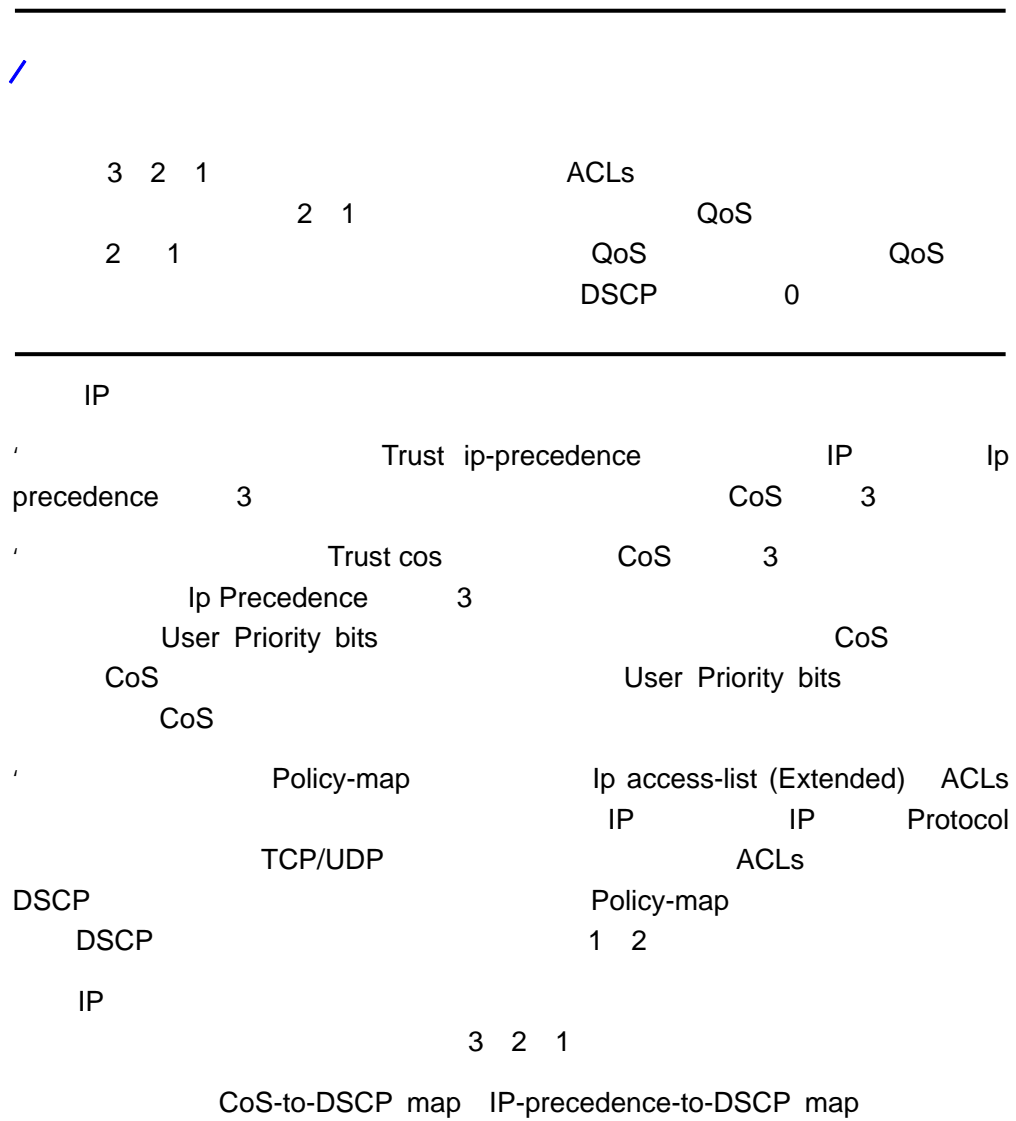 3 2 1 ACLs
2 1 QoS
2 1 QoS QoS
DSCP 0
IP
' Trust ip-precedence IP Ip
precedence 3 CoS 3
' Trust cos CoS 3
Ip Precedence 3
User Priority bits CoS
CoS User Priority bits
CoS
' Policy-map Ip access-list (Extended) ACLs
IP IP Protocol
TCP/UDP ACLs
DSCP Policy-map
DSCP 1 2
IP
3 2 1
CoS-to-DSCP map IP-precedence-to-DSCP map